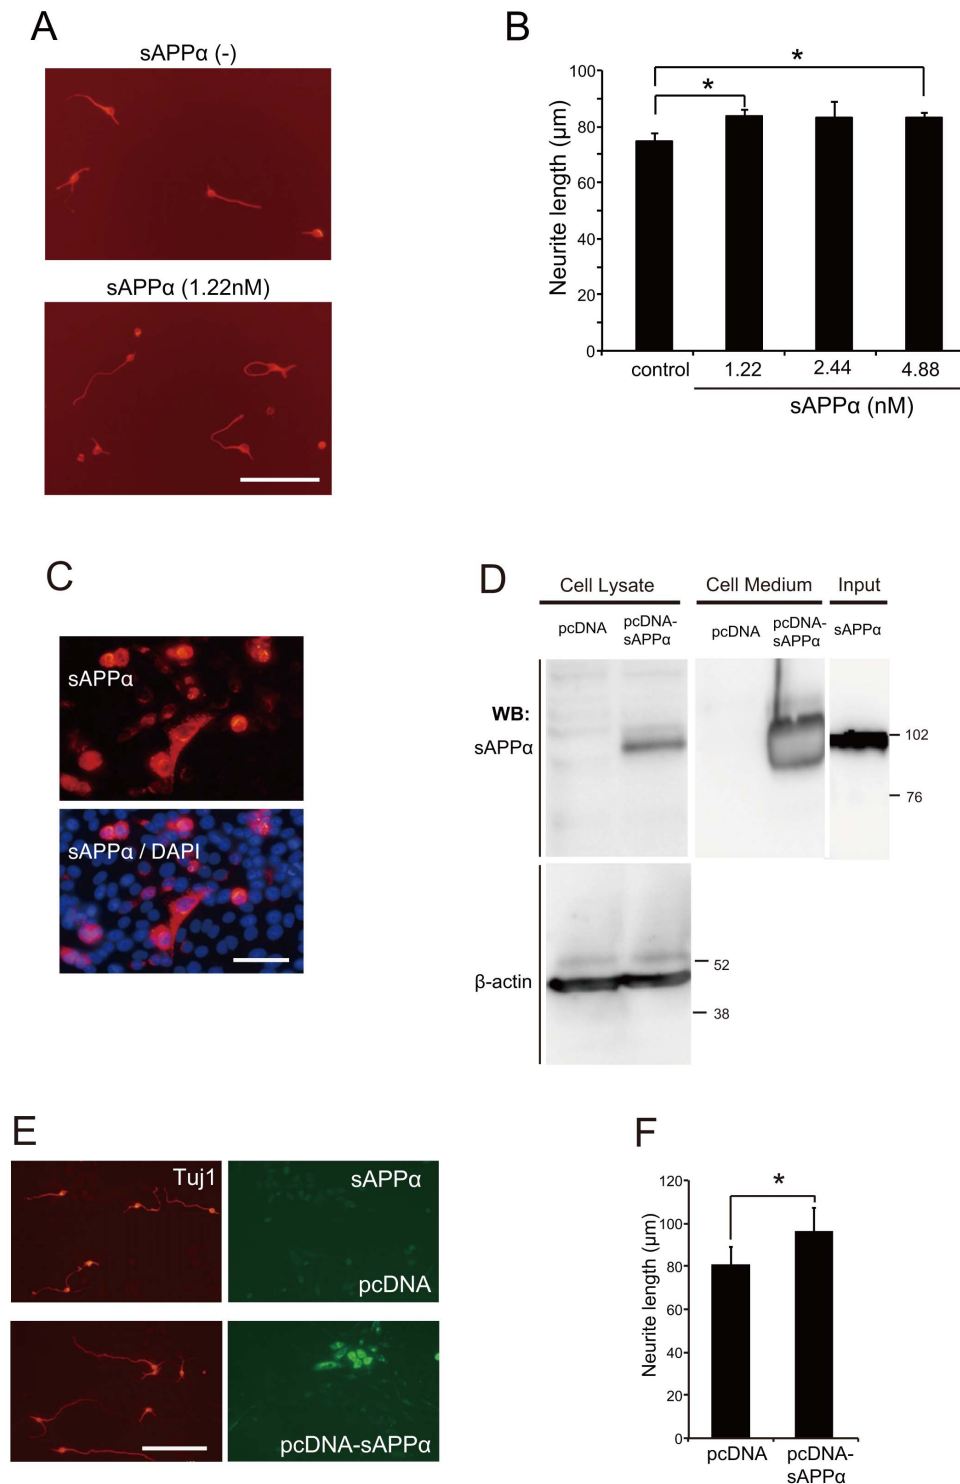 A
sAPPα (-)
sAPPα (1.22nM)
B
Neurite length (μm)
100
80
60
40
20
0
*
*
control
1.22
2.44
4.88
sAPPα (nM)
C
sAPPα
sAPPα / DAPI
D
Cell Lysate
Cell Medium
Input
pcDNA
pcDNA-
sAPPα
pcDNA
pcDNA-
sAPPα
sAPPα
WB:
sAPPα
102
76
β-actin
52
38
E
Tuj1
sAPPα
pcDNA
pcDNA-sAPPα
F
Neurite length (μm)
120
100
80
60
40
20
0
*
pcDNA
pcDNA-
sAPPα